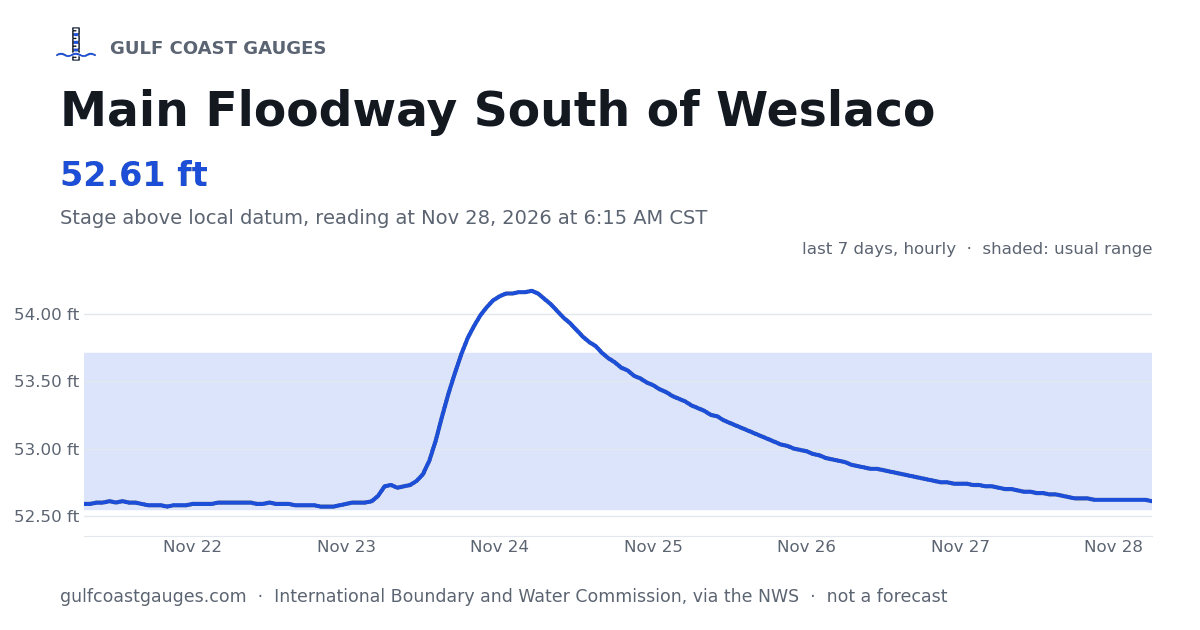 GULF COAST GAUGES
Main Floodway South of Weslaco
52.61 ft
Stage above local datum, reading at Nov 28, 2026 at 6:15 AM CST
last 7 days, hourly · shaded: usual range
54.00 ft
53.50 ft
53.00 ft
52.50 ft
Nov 22 Nov 23 Nov 24 Nov 25 Nov 26 Nov 27 Nov 28
gulfcoastgauges.com · International Boundary and Water Commission, via the NWS · not a forecast